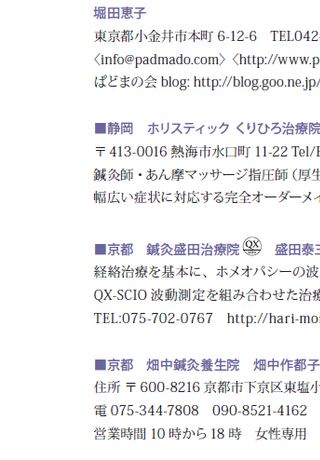 堀田恵子
東京都小金井市本町 6-12-6　TEL042-
〈info@padmado.com〉〈http://www.p
ぱどまの会 blog: http://blog.goo.ne.jp/
■静岡　ホリスティック くりひろ治療院
〒413-0016 熱海市水口町 11-22 Tel/
鍼灸師・あん摩マッサージ指圧師（厚生
幅広い症状に対応する完全オーダーメイ
■京都　鍼灸盛田治療院 QX　盛田泰三
経絡治療を基本に、ホメオパシーの波
QX-SCIO 波動測定を組み合わせた治療
TEL:075-702-0767　http://hari-mo
■京都　畑中鍼灸養生院　畑中作都子
住所 〒600-8216 京都市下京区東塩小
電 075-344-7808　090-8521-4162
営業時間 10 時から 18 時　女性専用